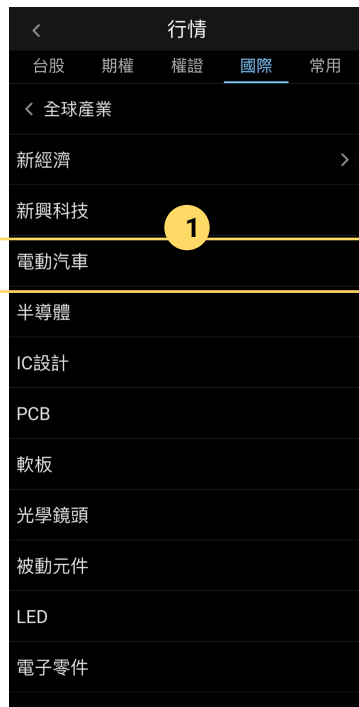 行情
台股 期權 權證 國際 常用
全球產業
新經濟
新興科技
1
電動汽車
半導體
IC設計
PCB
軟板
光學鏡頭
被動元件
LED
電子零件